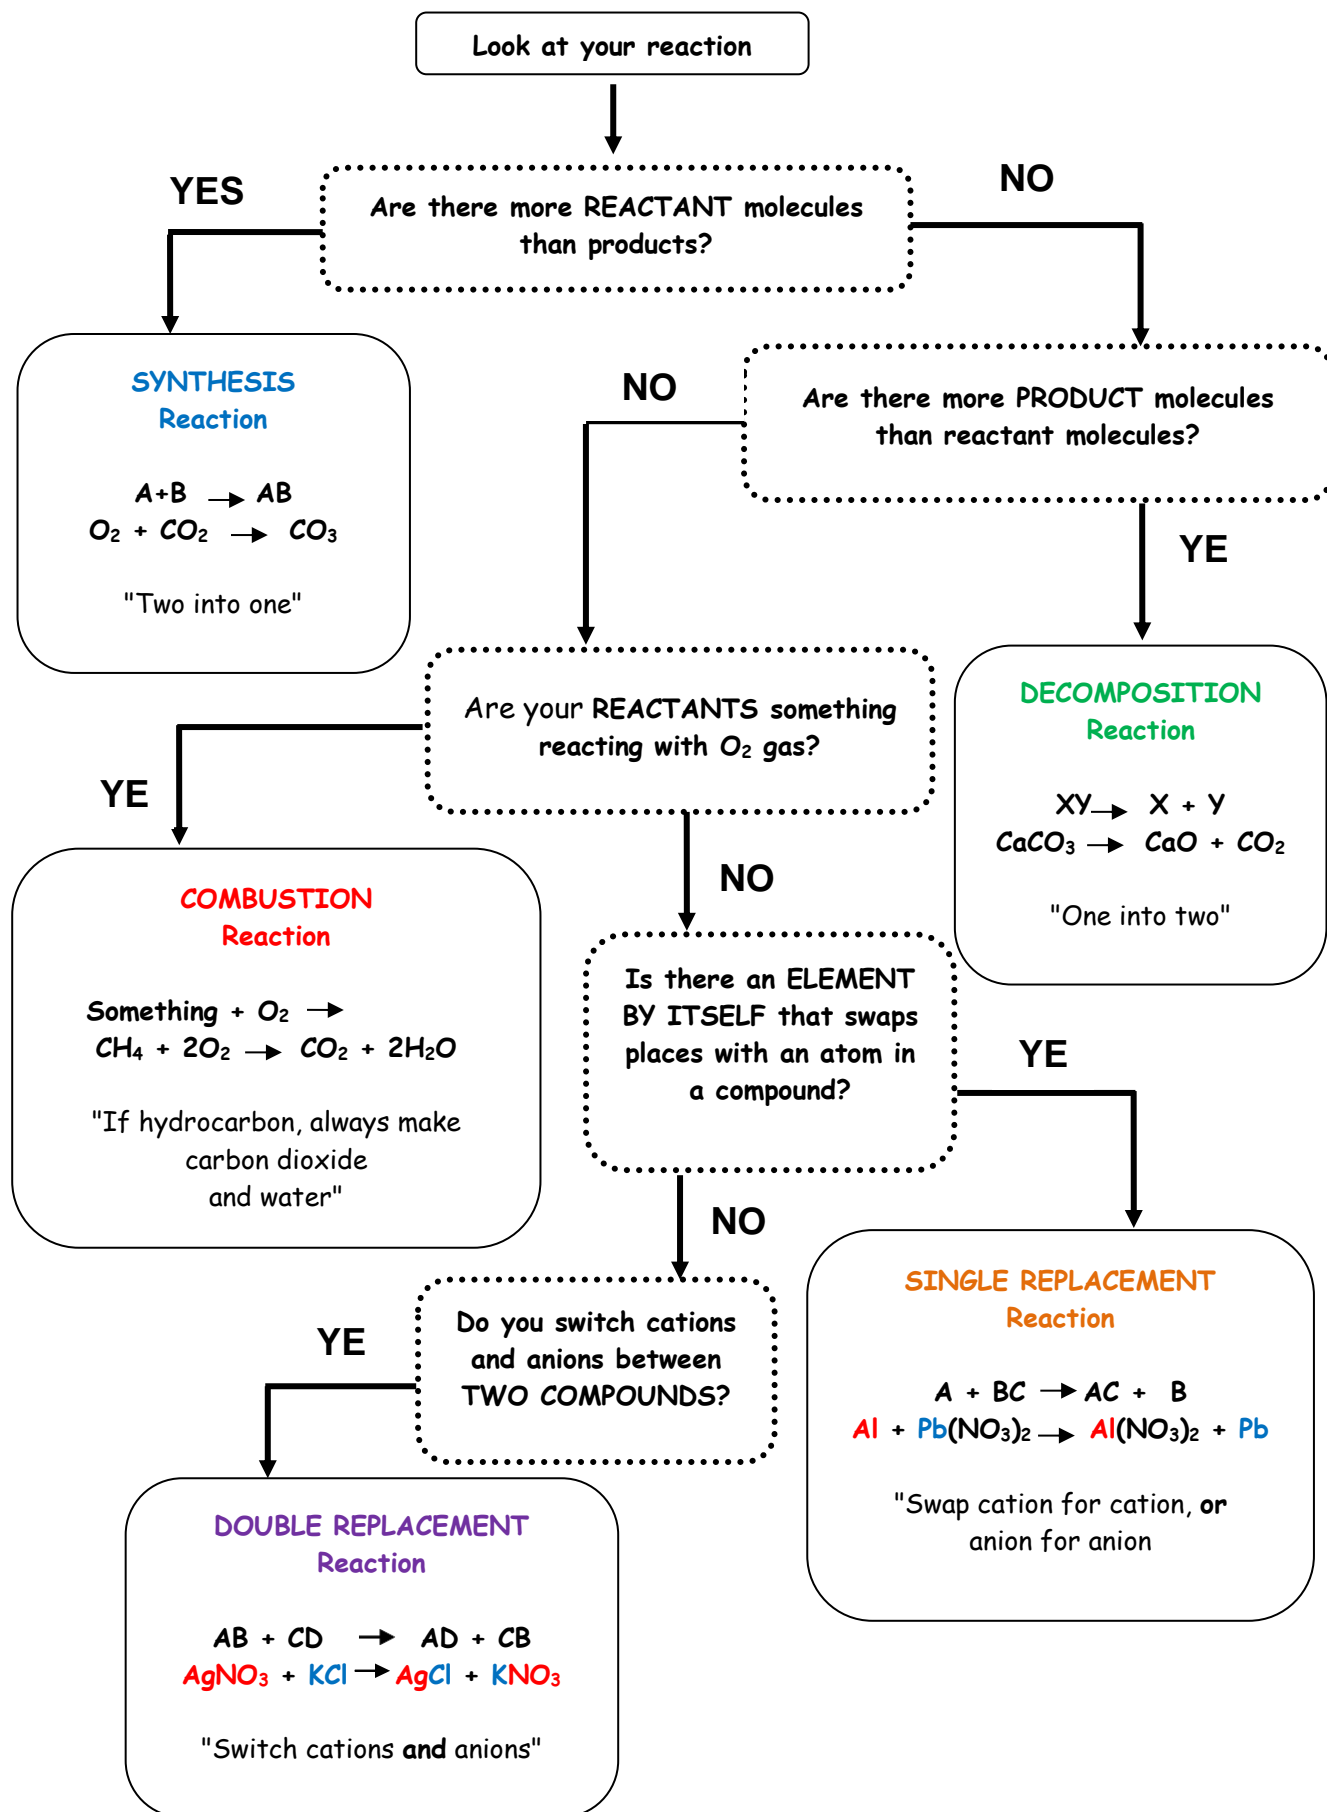 Look at your reaction
YES
NO
Are there more REACTANT molecules
than products?
SYNTHESIS
Reaction
A+B → AB
O₂ + CO₂ → CO₃
"Two into one"
NO
Are there more PRODUCT molecules
than reactant molecules?
YE
Are your REACTANTS something
reacting with O₂ gas?
DECOMPOSITION
Reaction
XY → X + Y
CaCO₃ → CaO + CO₂
"One into two"
YE
COMBUSTION
Reaction
Something + O₂ →
CH₄ + 2O₂ → CO₂ + 2H₂O
"If hydrocarbon, always make
carbon dioxide
and water"
NO
Is there an ELEMENT
BY ITSELF that swaps
places with an atom in
a compound?
YE
NO
SINGLE REPLACEMENT
Reaction
A + BC → AC + B
Al + Pb(NO₃)₂ → Al(NO₃)₂ + Pb
"Swap cation for cation, or
anion for anion
Do you switch cations
and anions between
TWO COMPOUNDS?
YE
DOUBLE REPLACEMENT
Reaction
AB + CD → AD + CB
AgNO₃ + KCl → AgCl + KNO₃
"Switch cations and anions"